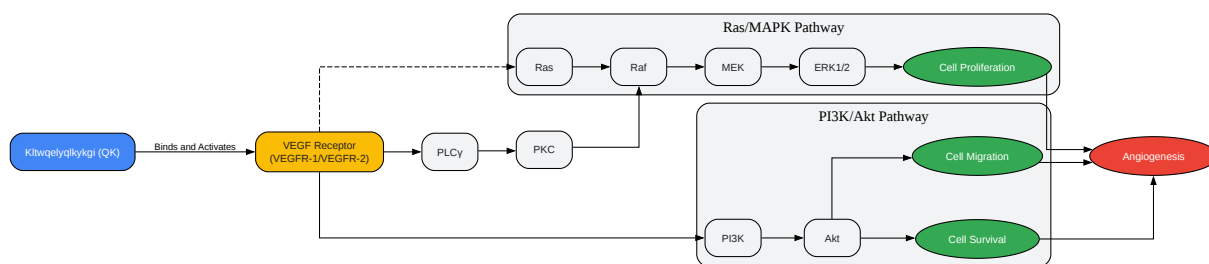 Ras/MAPK Pathway
Ras
Raf
MEK
ERK1/2
Cell Proliferation
PI3K/Akt Pathway
Kltwqelyqlkykgi (QK)
Binds and Activates
VEGF Receptor
(VEGFR-1/VEGFR-2)
PLCγ
PKC
Cell Migration
Angiogenesis
PI3K
Akt
Cell Survival